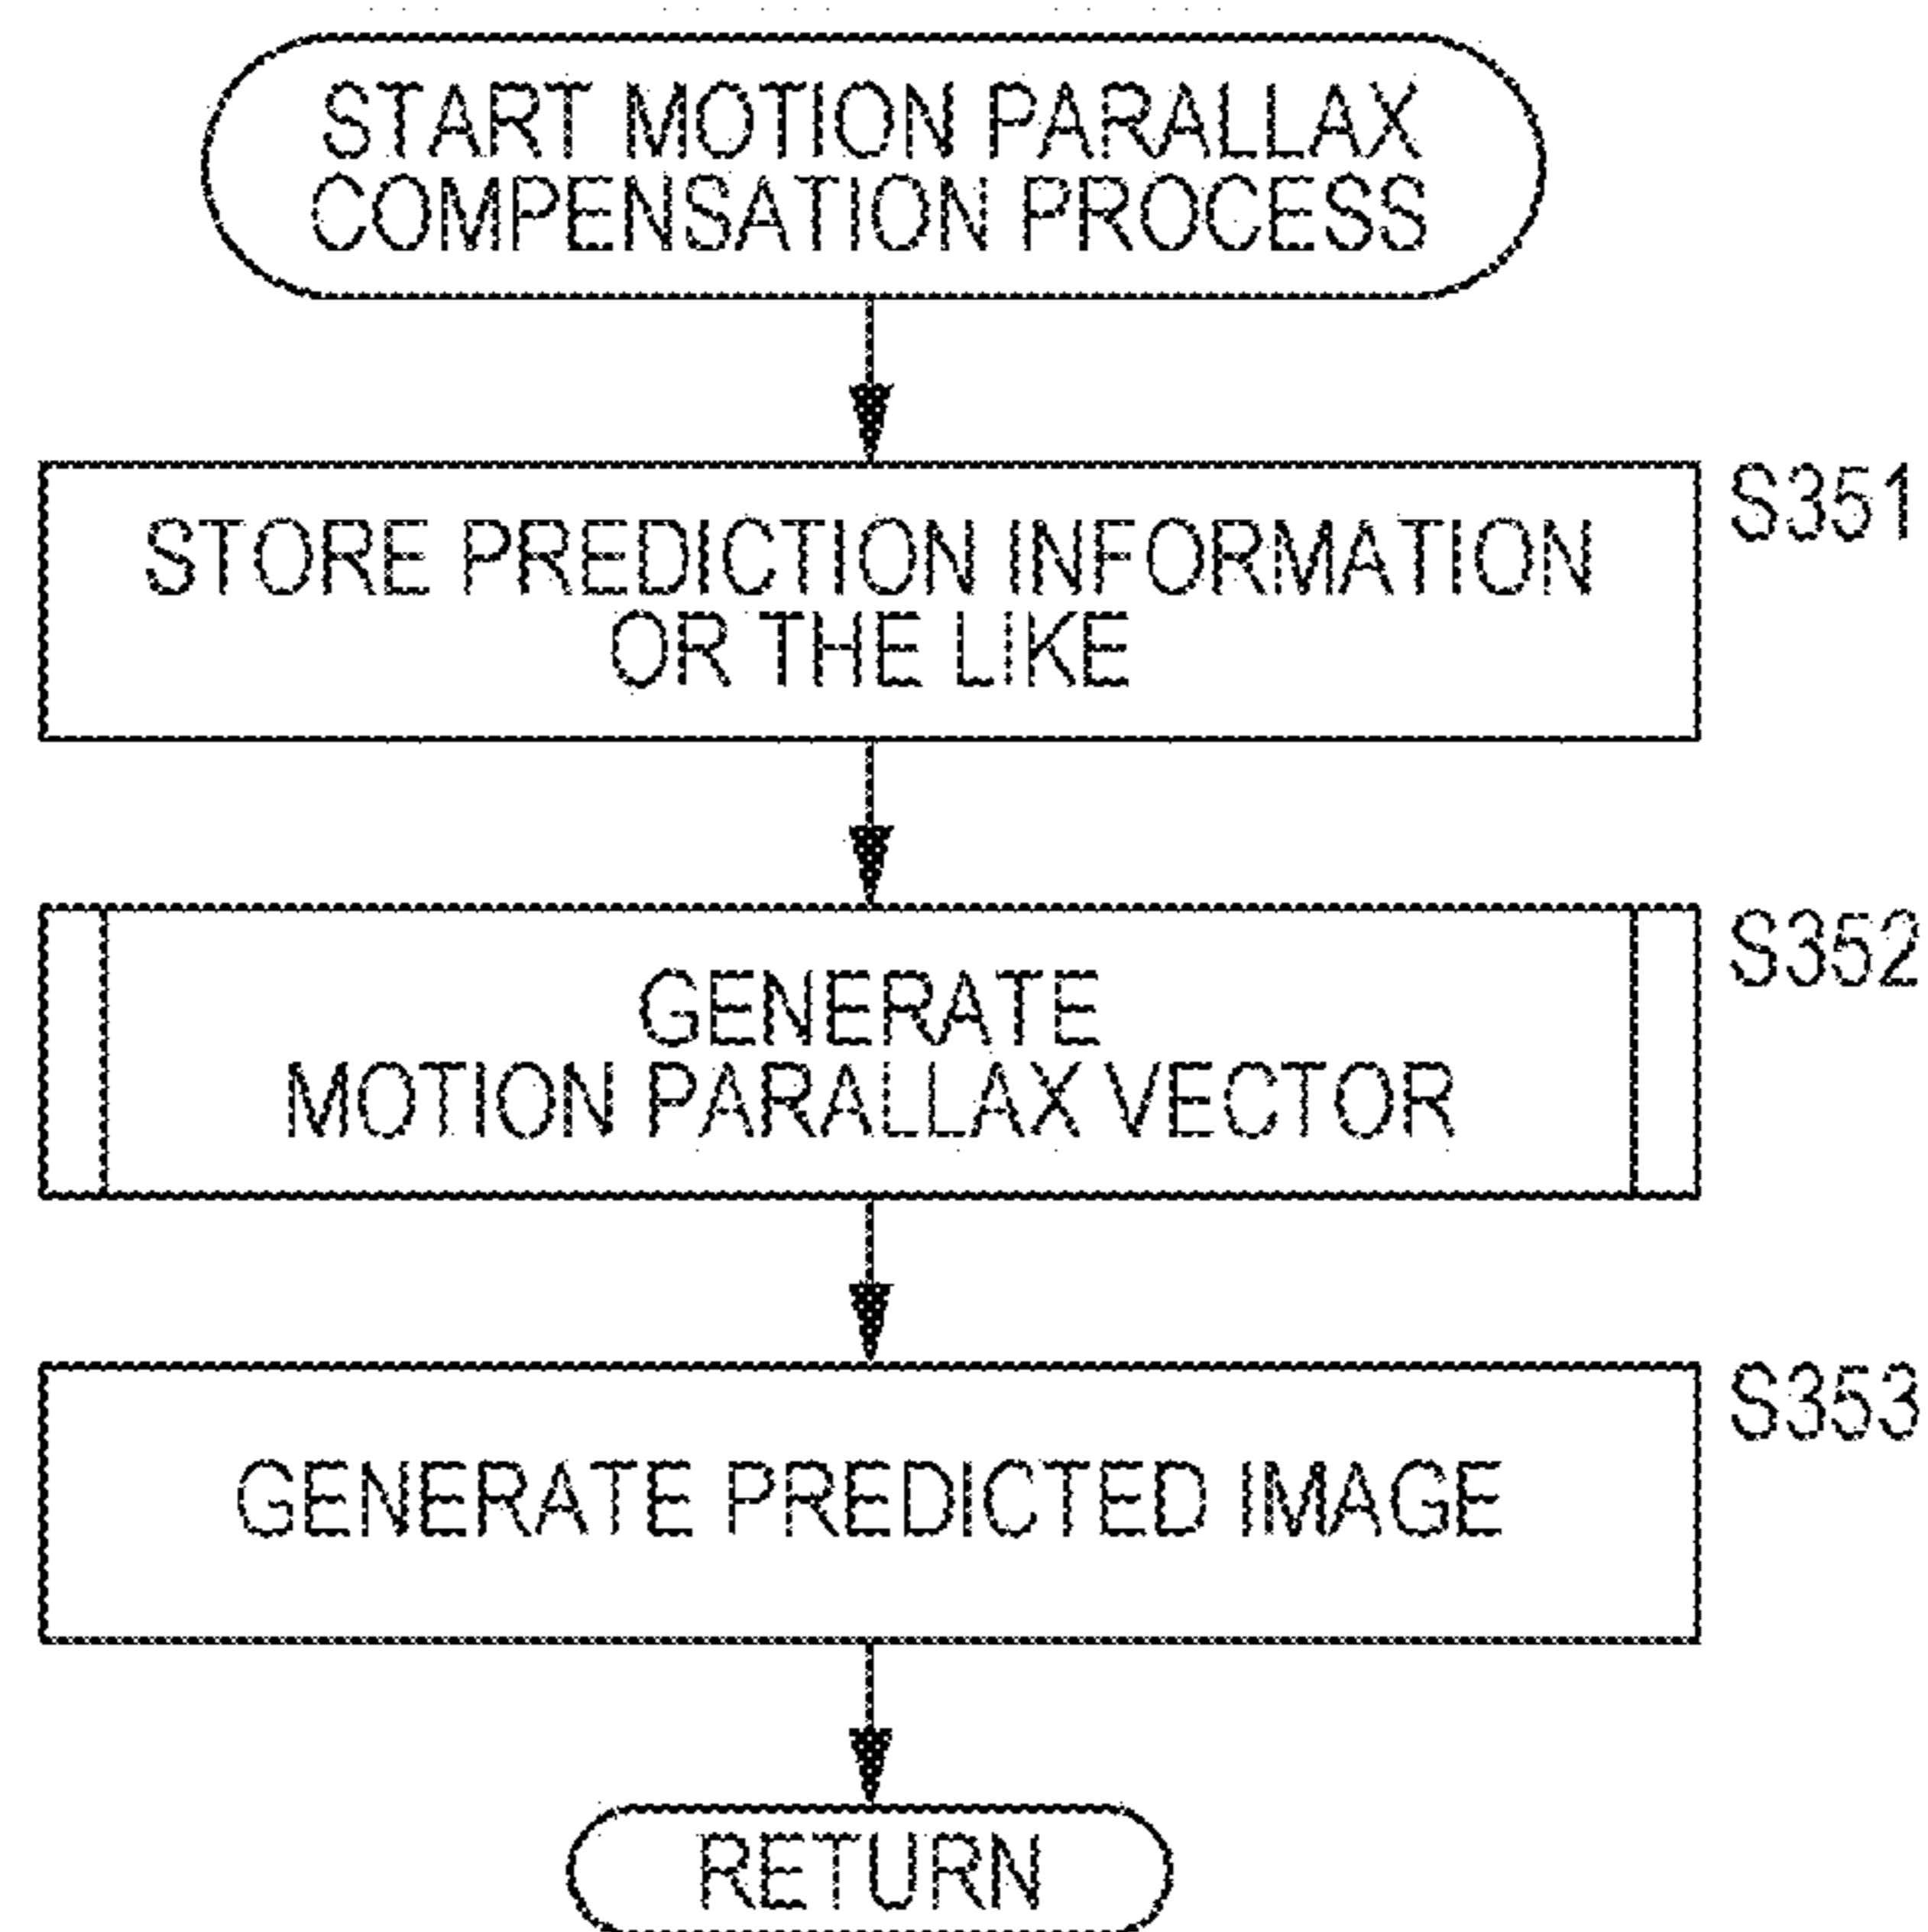 START MOTION PARALLAX
COMPENSATION PROCESS
S351
STORE PREDICTION INFORMATION
OR THE LIKE
S352
GENERATE
MOTION PARALLAX VECTOR
S353
GENERATE PREDICTED IMAGE
RETURN